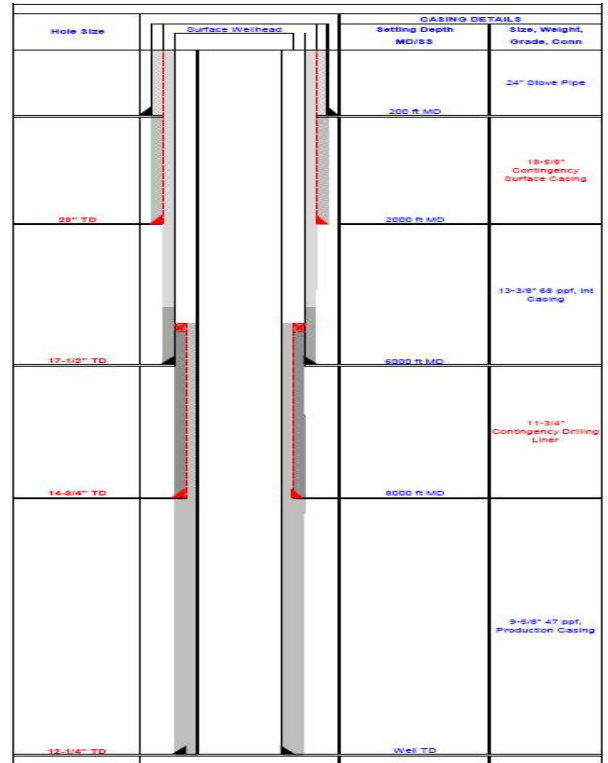 CASING DETAILS
Hole Size
Surface Wellhead
Setting Depth
MD/SS
Size, Weight,
Grade, Conn
24" Stove Pipe
200 ft MD
18-5/8"
Contingency
Surface Casing
2000 ft MD
13-3/8" 68 ppf, Int
Casing
17-1/2" TD
6000 ft MD
11-3/4"
Contingency Drilling
Liner
14-3/4" TD
8000 ft MD
9-5/8" 47 ppf,
Production Casing
12-1/4" TD
Well TD